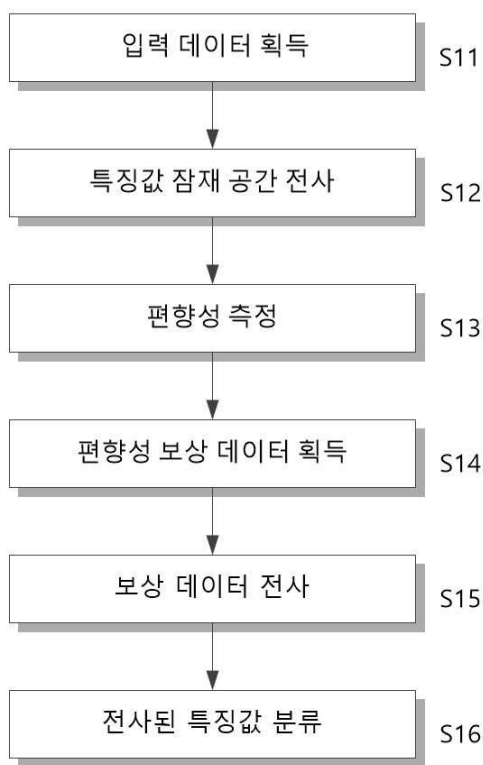 입력 데이터 획득 S11
특징값 잠재 공간 전사 S12
편향성 측정 S13
편향성 보상 데이터 획득 S14
보상 데이터 전사 S15
전사된 특징값 분류 S16